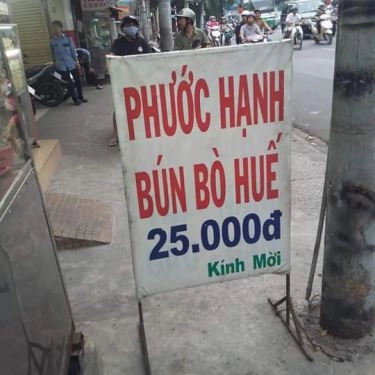 PHƯỚC HẠNH
BÚN BÒ HUẾ
25.000đ
Kính Mời